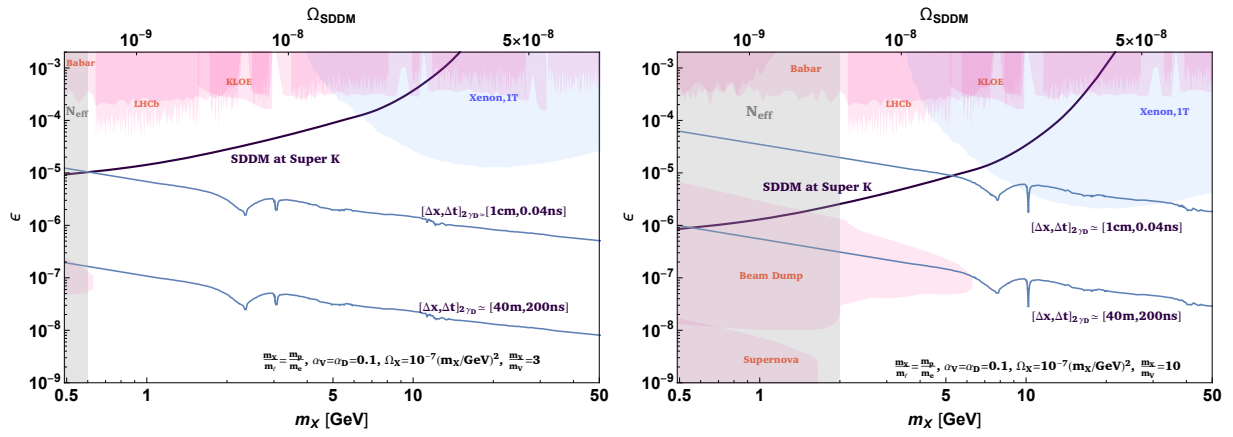 Ω_SDDM
10⁻⁹ 10⁻⁸ 5×10⁻⁸
10⁻³
10⁻⁴
10⁻⁵
10⁻⁶
10⁻⁷
10⁻⁸
10⁻⁹
ϵ
Babar
LHCb
KLOE
Xenon,1T
N_eff
SDDM at Super K
[Δx,Δt]_2γ_D≃[1cm,0.04ns]
[Δx,Δt]_2γ_D≃ [40m,200ns]
m_X/m_f=m_p/m_e, α_V=α_D=0.1, Ω_X=10⁻⁷(m_X/GeV)², m_X/m_V=3
0.5 1 5 10 50
m_X [GeV]
Ω_SDDM
10⁻⁹ 10⁻⁸ 5×10⁻⁸
10⁻³
10⁻⁴
10⁻⁵
10⁻⁶
10⁻⁷
10⁻⁸
10⁻⁹
ϵ
Babar
KLOE
LHCb
Xenon,1T
N_eff
SDDM at Super K
[Δx,Δt]_2γ_D≃ [1cm,0.04ns]
Beam Dump
[Δx,Δt]_2γ_D≃ [40m,200ns]
Supernova
m_X/m_f=m_p/m_e, α_V=α_D=0.1, Ω_X=10⁻⁷(m_X/GeV)², m_X/m_V=10
0.5 1 5 10 50
m_X [GeV]